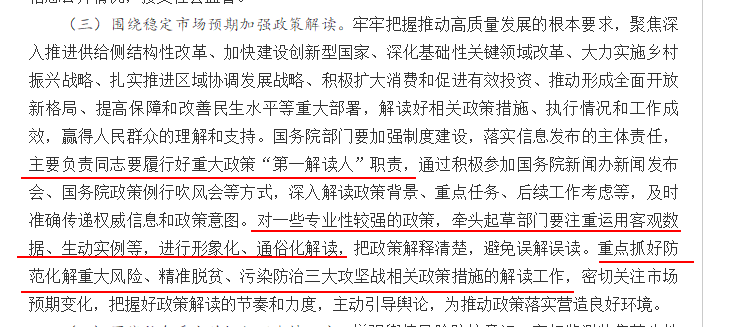 （三）围绕稳定市场预期加强政策解读。牢牢把握推动高质量发展的根本要求，聚焦深
入推进供给侧结构性改革、加快建设创新型国家、深化基础性关键领域改革、大力实施乡村
振兴战略、扎实推进区域协调发展战略、积极扩大消费和促进有效投资、推动形成全面开放
新格局、提高保障和改善民生水平等重大部署，解读好相关政策措施、执行情况和工作成
效，赢得人民群众的理解和支持。国务院部门要加强制度建设，落实信息发布的主体责任，
主要负责同志要履行好重大政策“第一解读人”职责，通过积极参加国务院新闻办新闻发布
会、国务院政策例行吹风会等方式，深入解读政策背景、重点任务、后续工作考虑等，及时
准确传递权威信息和政策意图。对一些专业性较强的政策，牵头起草部门要注重运用客观数
据、生动实例等，进行形象化、通俗化解读，把政策解释清楚，避免误解误读。重点抓好防
范化解重大风险、精准脱贫、污染防治三大攻坚战相关政策措施的解读工作，密切关注市场
预期变化，把握好政策解读的节奏和力度，主动引导舆论，为推动政策落实营造良好环境。